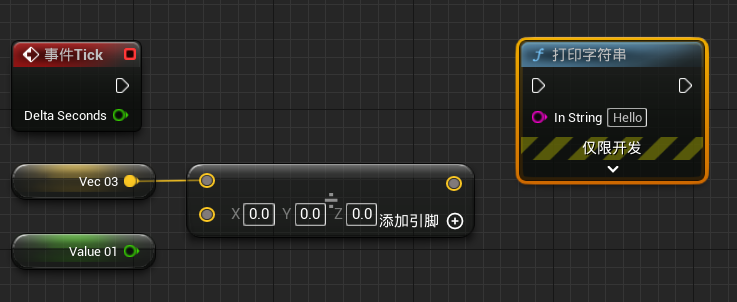 事件Tick
Delta Seconds
打印字符串
In String Hello
仅限开发
Vec 03
X 0.0 Y 0.0 Z 0.0
添加引脚
Value 01